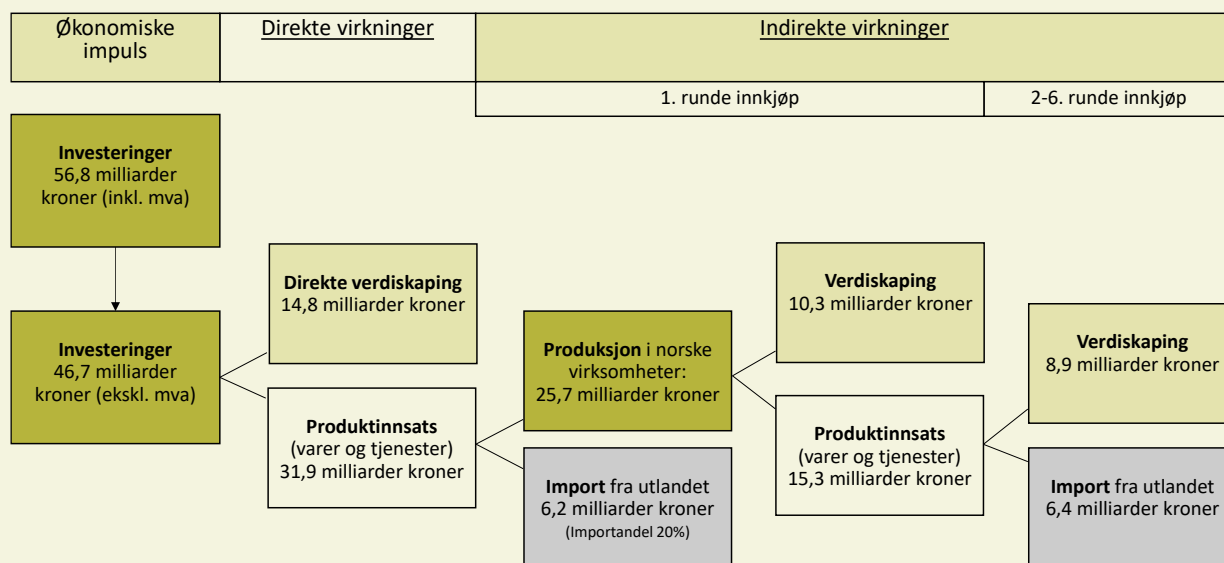 Økonomiske
impuls
Direkte virkninger
Indirekte virkninger
1. runde innkjøp
2-6. runde innkjøp
Investeringer
56,8 milliarder
kroner (inkl. mva)
Investeringer
46,7 milliarder
kroner (ekskl. mva)
Direkte verdiskaping
14,8 milliarder kroner
Produktinnsats
(varer og tjenester)
31,9 milliarder kroner
Produksjon i norske
virksomheter:
25,7 milliarder kroner
Import fra utlandet
6,2 milliarder kroner
(Importandel 20%)
Verdiskaping
10,3 milliarder kroner
Produktinnsats
(varer og tjenester)
15,3 milliarder kroner
Verdiskaping
8,9 milliarder kroner
Import fra utlandet
6,4 milliarder kroner